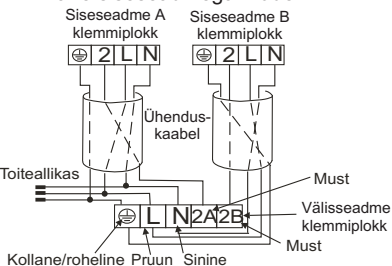 Siseseadme A
klemmiplokk
Siseseadme B
klemmiplokk
2 L N
2 L N
Ühendus-
kaabel
Toiteallikas
Must
L N 2A 2B
Välisseadme
klemmiplokk
Must
Kollane/roheline Pruun Sinine